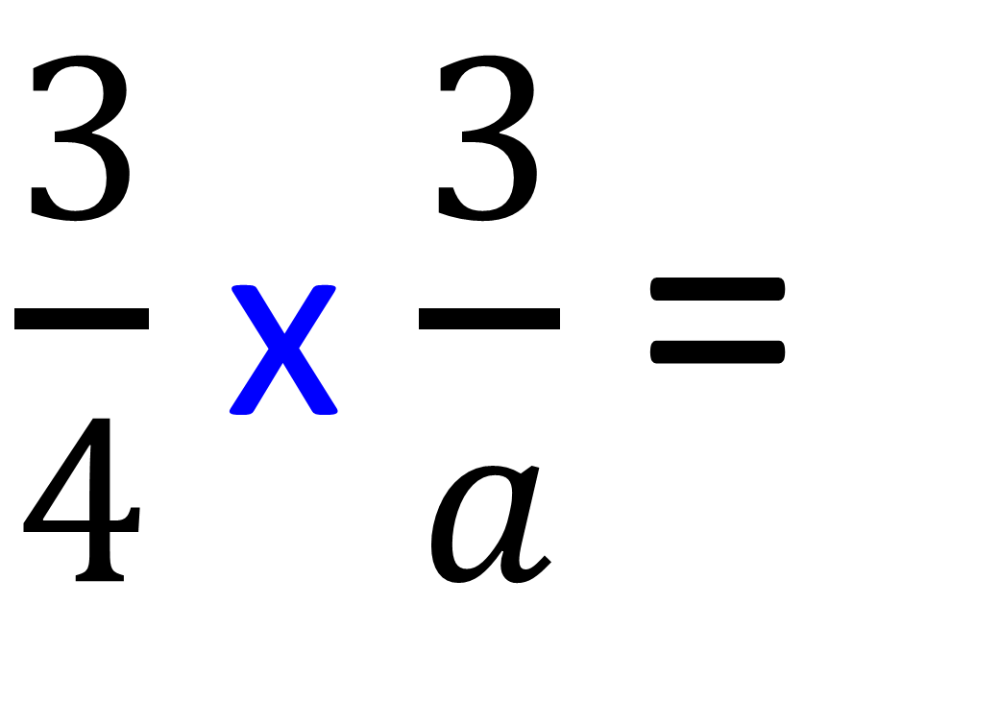 3/4 x 3/a =